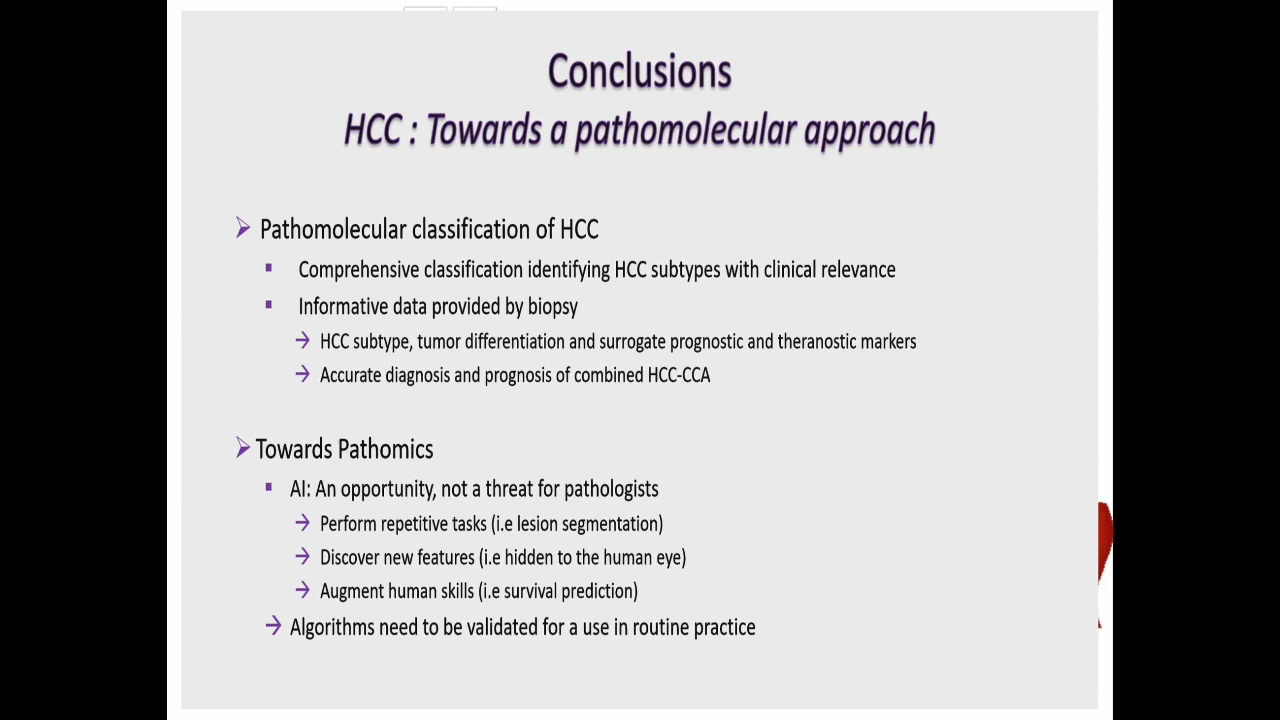 Conclusions
HCC : Towards a pathomolecular approach
Pathomolecular classification of HCC
Comprehensive classification identifying HCC subtypes with clinical relevance
Informative data provided by biopsy
HCC subtype, tumor differentiation and surrogate prognostic and theranostic markers
Accurate diagnosis and prognosis of combined HCC-CCA
Towards Pathomics
AI: An opportunity, not a threat for pathologists
Perform repetitive tasks (i.e lesion segmentation)
Discover new features (i.e hidden to the human eye)
Augment human skills (i.e survival prediction)
Algorithms need to be validated for a use in routine practice